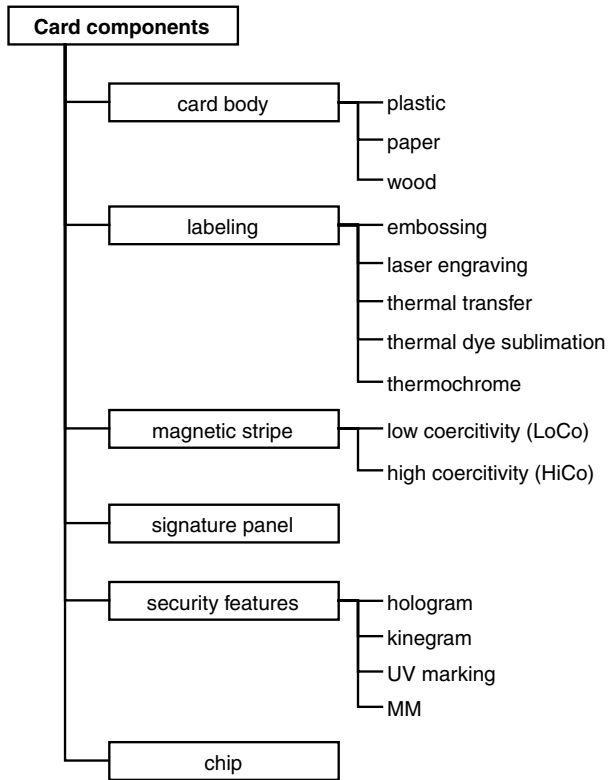 Card components
card body
plastic
paper
wood
labeling
embossing
laser engraving
thermal transfer
thermal dye sublimation
thermochrome
magnetic stripe
low coercitivity (LoCo)
high coercitivity (HiCo)
signature panel
security features
hologram
kinegram
UV marking
MM
chip